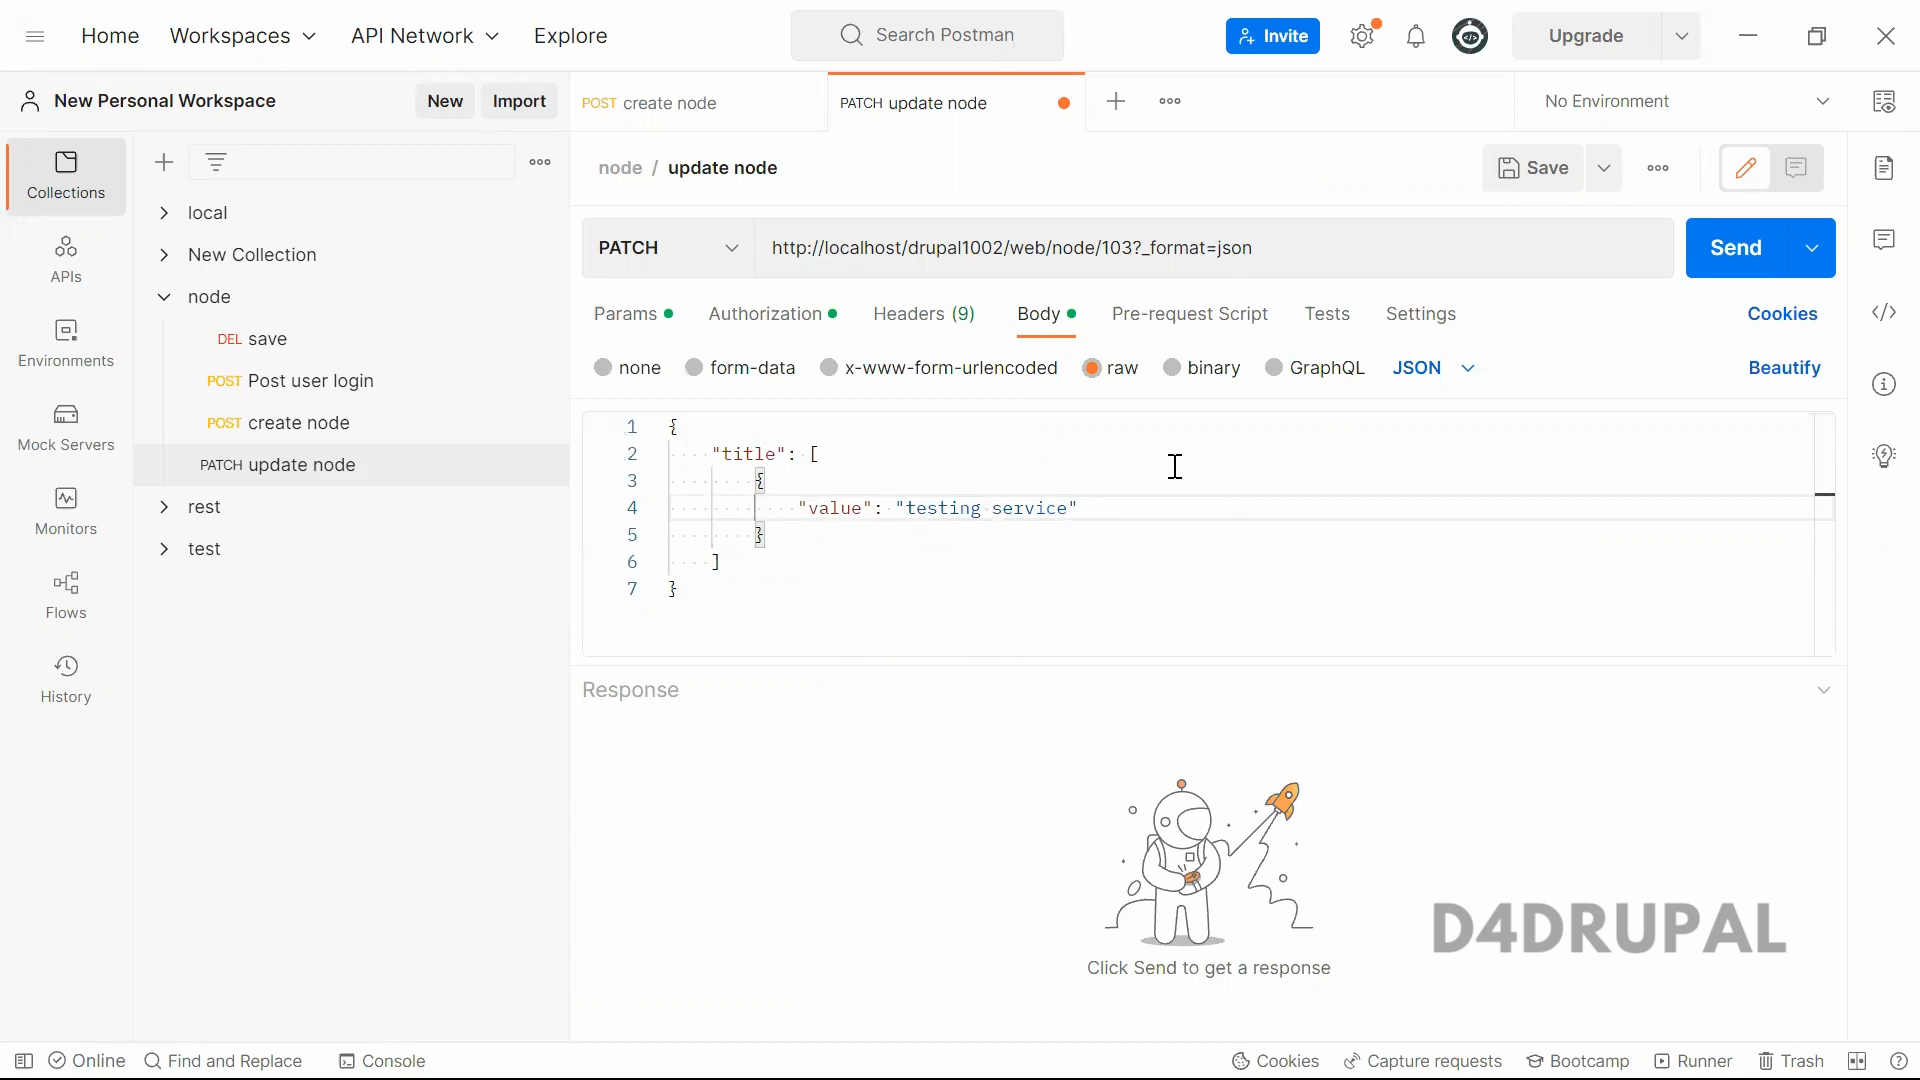 Home Workspaces API Network Explore Search Postman Invite Upgrade
New Personal Workspace New Import POST create node PATCH update node No Environment
Collections
APIs
Environments
Mock Servers
Monitors
Flows
History
local
New Collection
node
DEL save
POST Post user login
POST create node
PATCH update node
rest
test
node / update node Save
PATCH http://localhost/drupal1002/web/node/103?_format=json Send
Params Authorization Headers (9) Body Pre-request Script Tests Settings Cookies
none form-data x-www-form-urlencoded raw binary GraphQL JSON Beautify
1 {
2 "title": [
3 {
4 "value": "testing service"
5 }
6 ]
7 }
Response
Click Send to get a response
D4DRUPAL
Online Find and Replace Console Cookies Capture requests Bootcamp Runner Trash